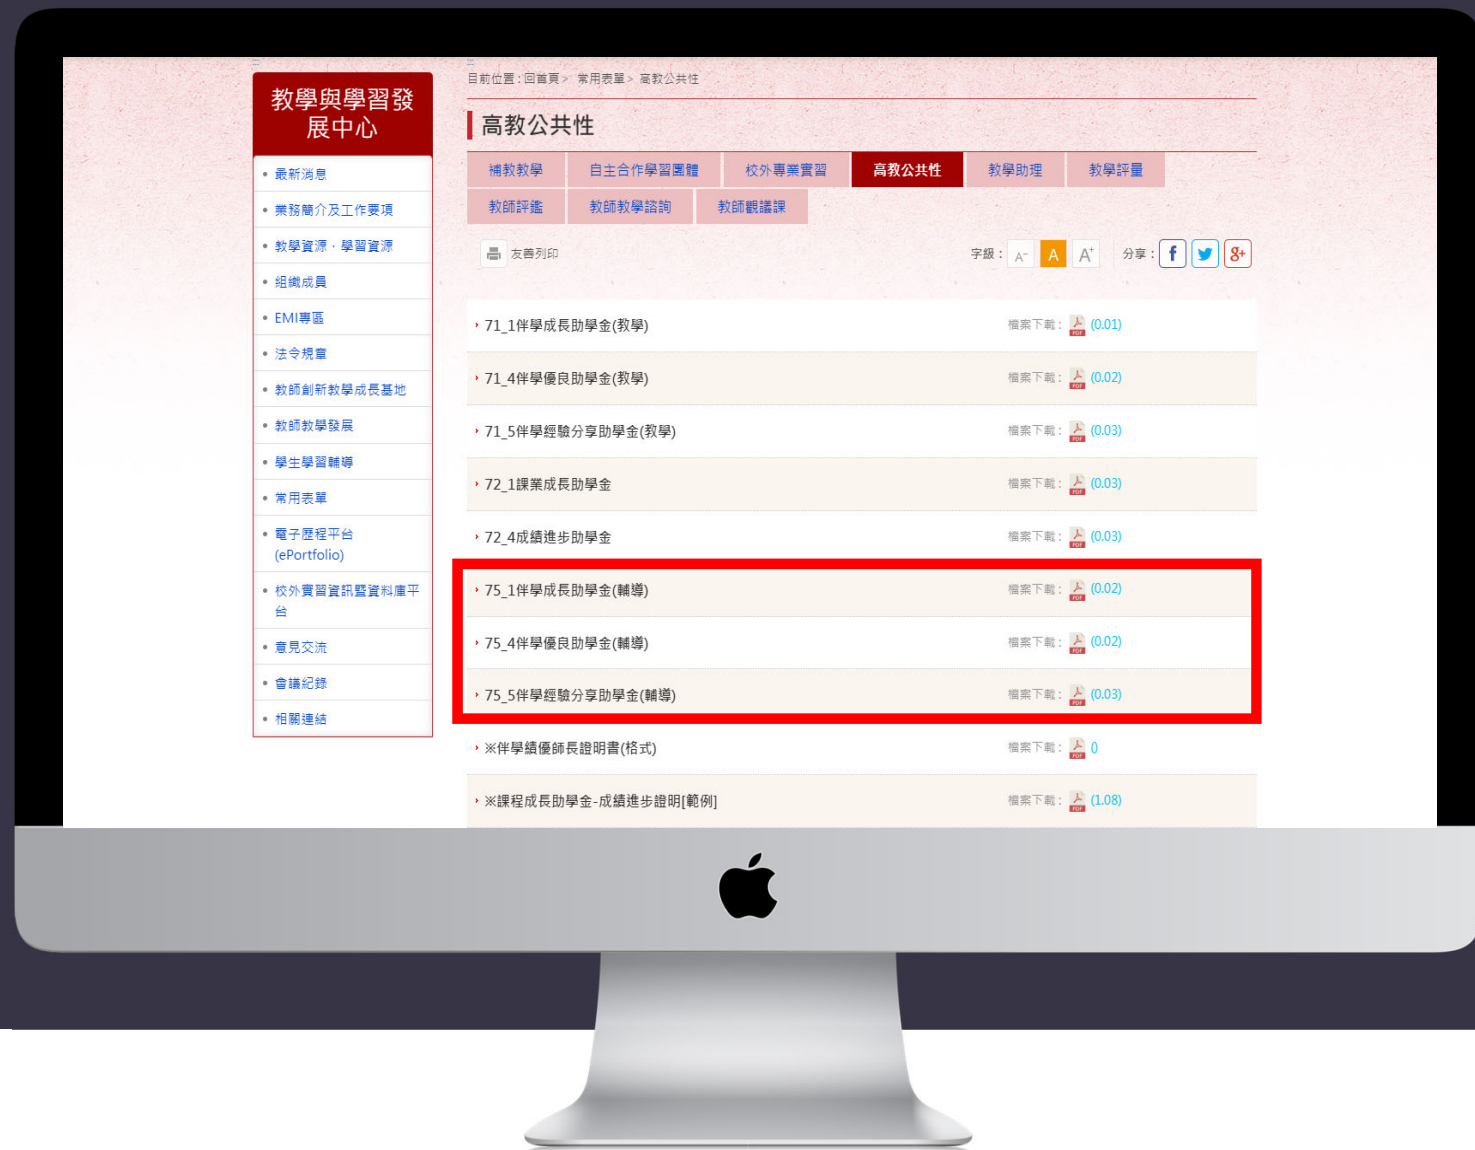 教學與學習發
展中心
最新消息
業務簡介及工作要項
教學資源．學習資源
組織成員
EMI專區
法令規章
教師創新教學成長基地
教師教學發展
學生學習輔導
常用表單
電子歷程平台
(ePortfolio)
校外實習資訊暨資料庫平
台
意見交流
會議紀錄
相關連結
目前位置：回首頁> 常用表單> 高教公共性
高教公共性
補教教學 自主合作學習團體 校外專業實習 高教公共性 教學助理 教學評量
教師評鑑 教師教學諮詢 教師觀議課
友善列印 字級： A- A A+ 分享： f g+
71_1伴學成長助學金(教學) 檔案下載： PDF (0.01)
71_4伴學優良助學金(教學) 檔案下載： PDF (0.02)
71_5伴學經驗分享助學金(教學) 檔案下載： PDF (0.03)
72_1課業成長助學金 檔案下載： PDF (0.03)
72_4成績進步助學金 檔案下載： PDF (0.03)
75_1伴學成長助學金(輔導) 檔案下載： PDF (0.02)
75_4伴學優良助學金(輔導) 檔案下載： PDF (0.02)
75_5伴學經驗分享助學金(輔導) 檔案下載： PDF (0.03)
※伴學績優師長證明書(格式) 檔案下載： PDF ()
※課程成長助學金-成績進步證明[範例] 檔案下載： PDF (1.08)